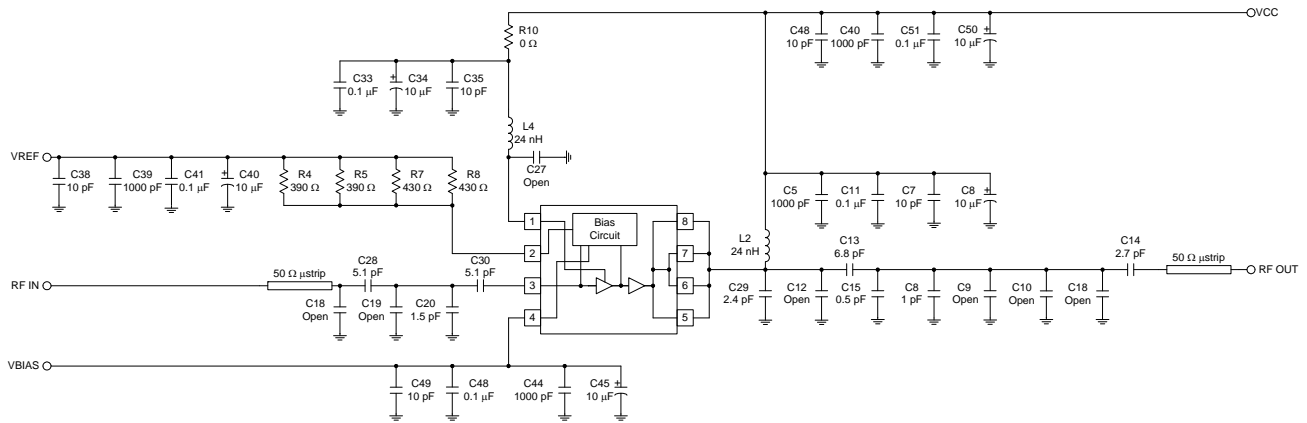 R10
0 Ω
C48
10 pF
C40
1000 pF
C51
0.1 µF
+
C50
10 µF
VCC
C33
0.1 µF
+
C34
10 µF
C35
10 pF
L4
24 nH
C27
Open
VREF
C38
10 pF
C39
1000 pF
C41
0.1 µF
+
C40
10 µF
R4
390 Ω
R5
390 Ω
R7
430 Ω
R8
430 Ω
C5
1000 pF
C11
0.1 µF
C7
10 pF
+
C8
10 µF
1
2
3
4
Bias
Circuit
8
7
6
5
L2
24 nH
RF IN
50 Ω µstrip
C28
5.1 pF
C30
5.1 pF
C18
Open
C19
Open
C20
1.5 pF
C13
6.8 pF
C29
2.4 pF
C12
Open
C15
0.5 pF
C8
1 pF
C9
Open
C10
Open
C18
Open
C14
2.7 pF
50 Ω µstrip
RF OUT
VBIAS
C49
10 pF
C48
0.1 µF
C44
1000 pF
+
C45
10 µF